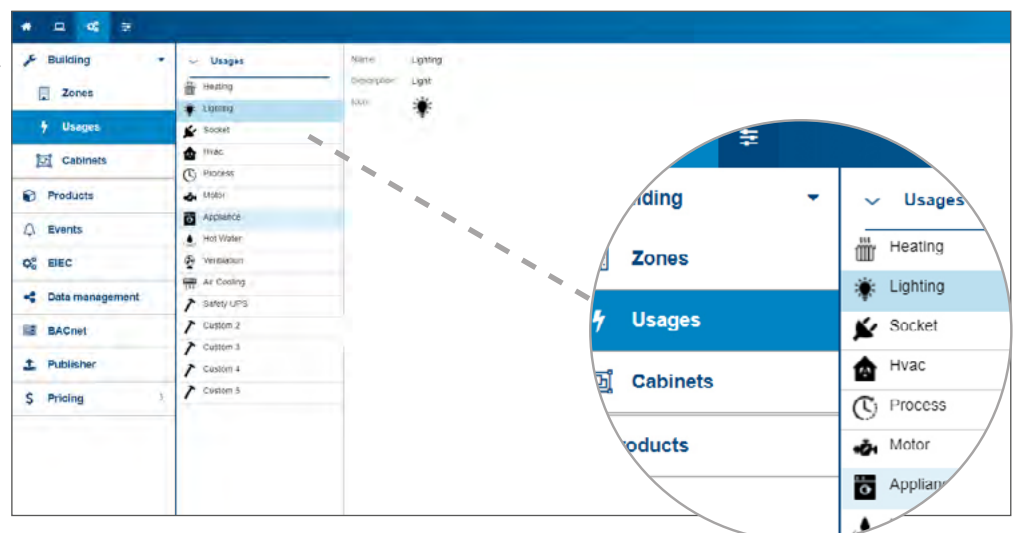 Building
Zones
Usages
Cabinets
Products
Events
EIEC
Data management
BACnet
Publisher
Pricing
Usages
Heating
Lighting
Socket
Hvac
Process
Motor
Appliance
Hot Water
Ventilation
Air Cooling
Safety UPS
Custom 2
Custom 3
Custom 4
Custom 5
Name Lighting
Description Light
Icon
ilding
Zones
Usages
Cabinets
roducts
Usages
Heating
Lighting
Socket
Hvac
Process
Motor
Applian